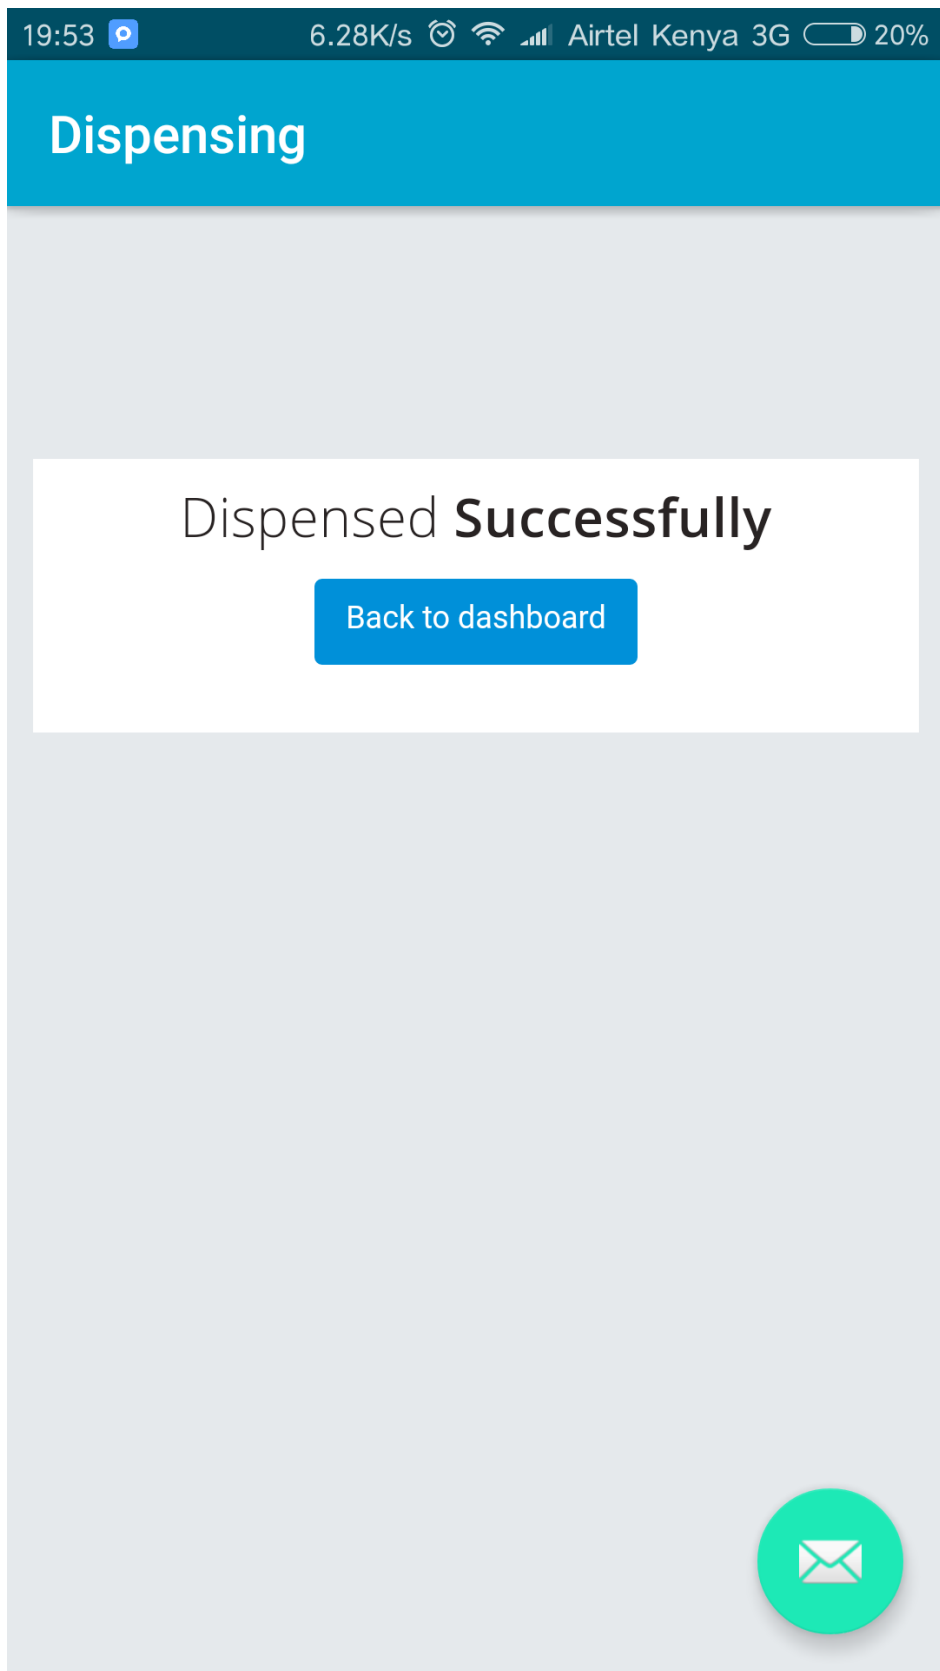 19:53 6.28K/s Airtel Kenya 3G 20%
Dispensing
Dispensed Successfully
Back to dashboard